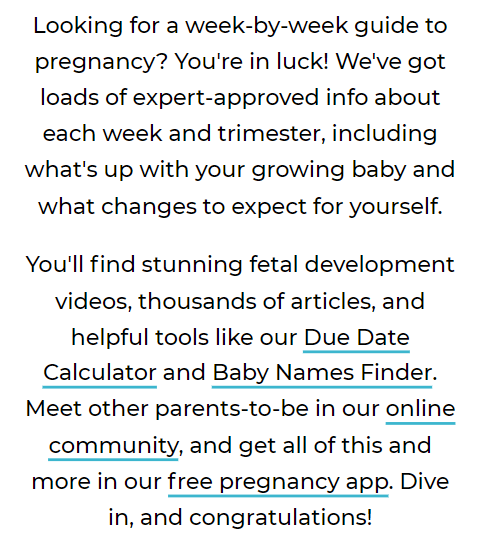 Looking for a week-by-week guide to
pregnancy? You're in luck! We've got
loads of expert-approved info about
each week and trimester, including
what's up with your growing baby and
what changes to expect for yourself.
You'll find stunning fetal development
videos, thousands of articles, and
helpful tools like our Due Date
Calculator and Baby Names Finder.
Meet other parents-to-be in our online
community, and get all of this and
more in our free pregnancy app. Dive
in, and congratulations!